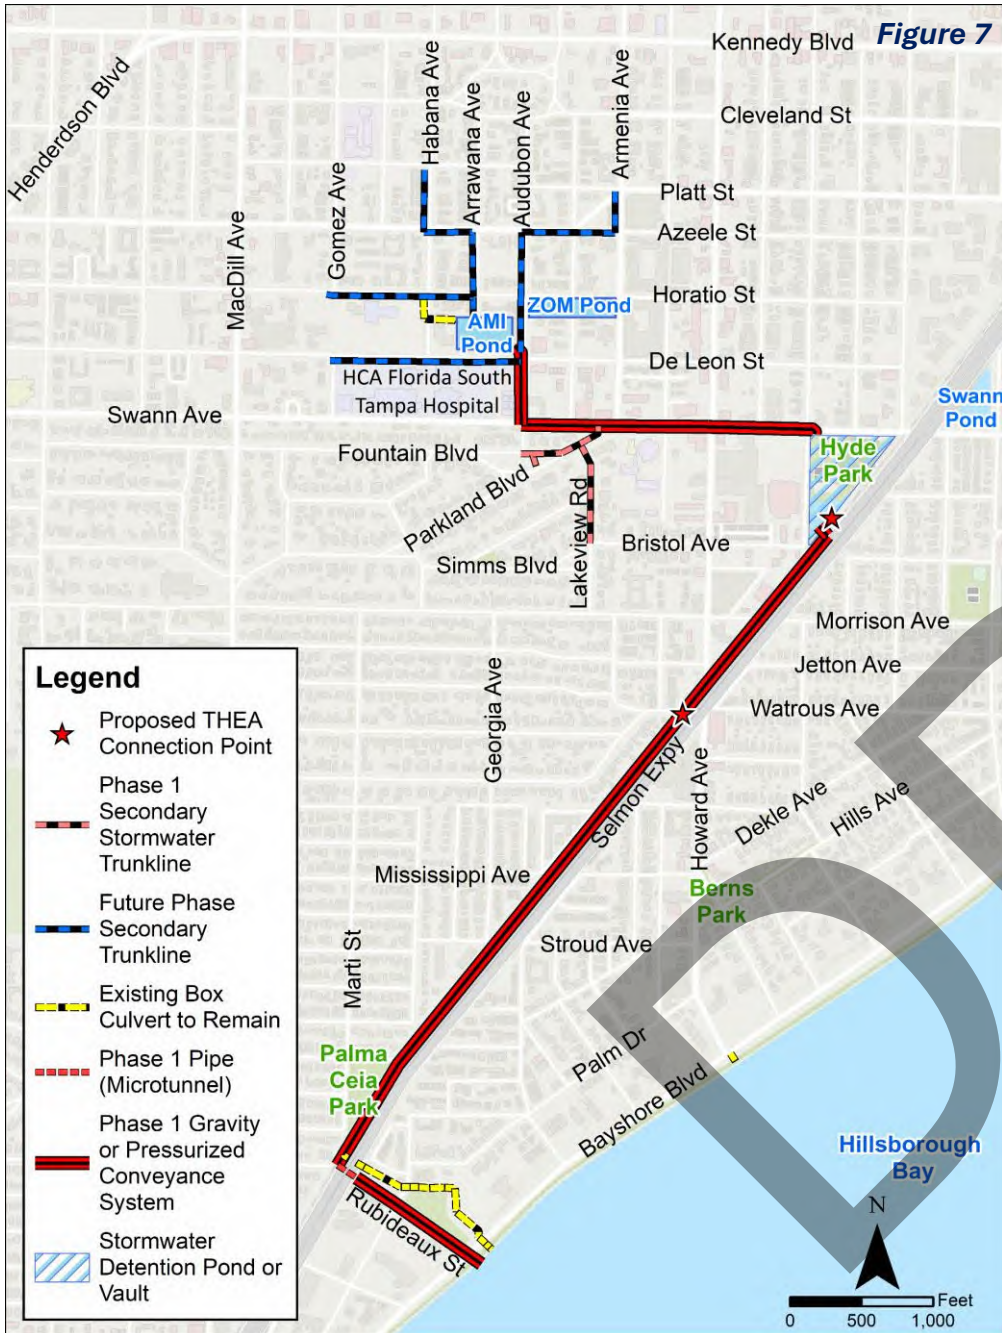 Figure 7
Kennedy Blvd
Henderdson Blvd
Cleveland St
Habana Ave
Arrawana Ave
Audubon Ave
Armenia Ave
Platt St
Azeele St
Gomez Ave
MacDill Ave
Horatio St
ZOM Pond
AMI
Pond
De Leon St
HCA Florida South
Tampa Hospital
Swann
Pond
Swann Ave
Fountain Blvd
Hyde
Park
Parkland Blvd
Lakeview Rd
Bristol Ave
Simms Blvd
Morrison Ave
Jetton Ave
Watrous Ave
Georgia Ave
Selmon Expy
Howard Ave
Dekle Ave
Hills Ave
Mississippi Ave
Berns
Park
Stroud Ave
Marti St
Palm Dr
Palma
Ceia
Park
Bayshore Blvd
Rubideaux St
Hillsborough
Bay
Legend
Proposed THEA
Connection Point
Phase 1
Secondary
Stormwater
Trunkline
Future Phase
Secondary
Trunkline
Existing Box
Culvert to Remain
Phase 1 Pipe
(Microtunnel)
Phase 1 Gravity
or Pressurized
Conveyance
System
Stormwater
Detention Pond or
Vault
N
Feet
0 500 1,000